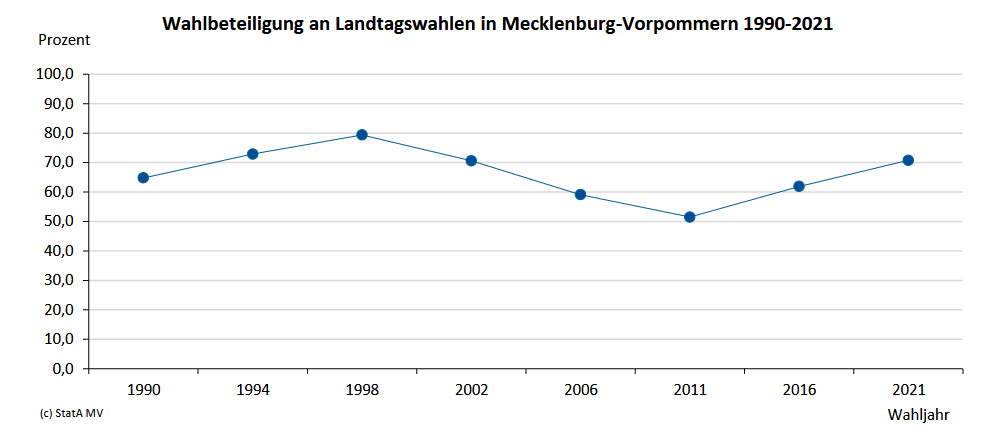 Wahlbeteiligung an Landtagswahlen in Mecklenburg-Vorpommern 1990-2021
Prozent
100,0
90,0
80,0
70,0
60,0
50,0
40,0
30,0
20,0
10,0
0,0
1990 1994 1998 2002 2006 2011 2016 2021
(c) StatA MV
Wahljahr